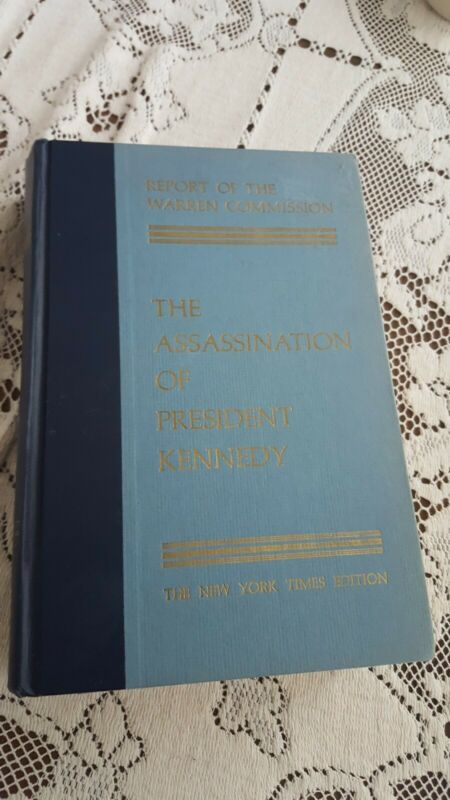 REPORT OF THE
WARREN COMMISSION
THE
ASSASSINATION
OF
PRESIDENT
KENNEDY
THE NEW YORK TIMES EDITION